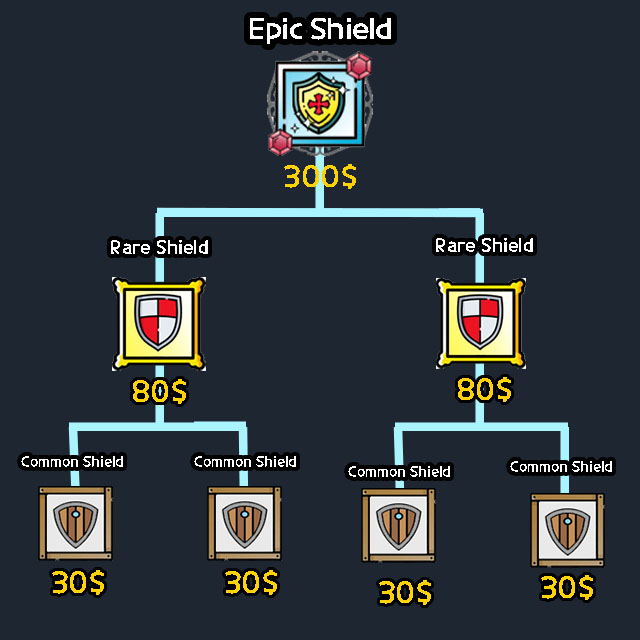 Epic Shield
300$
Rare Shield
Rare Shield
80$
80$
Common Shield
Common Shield
Common Shield
Common Shield
30$
30$
30$
30$